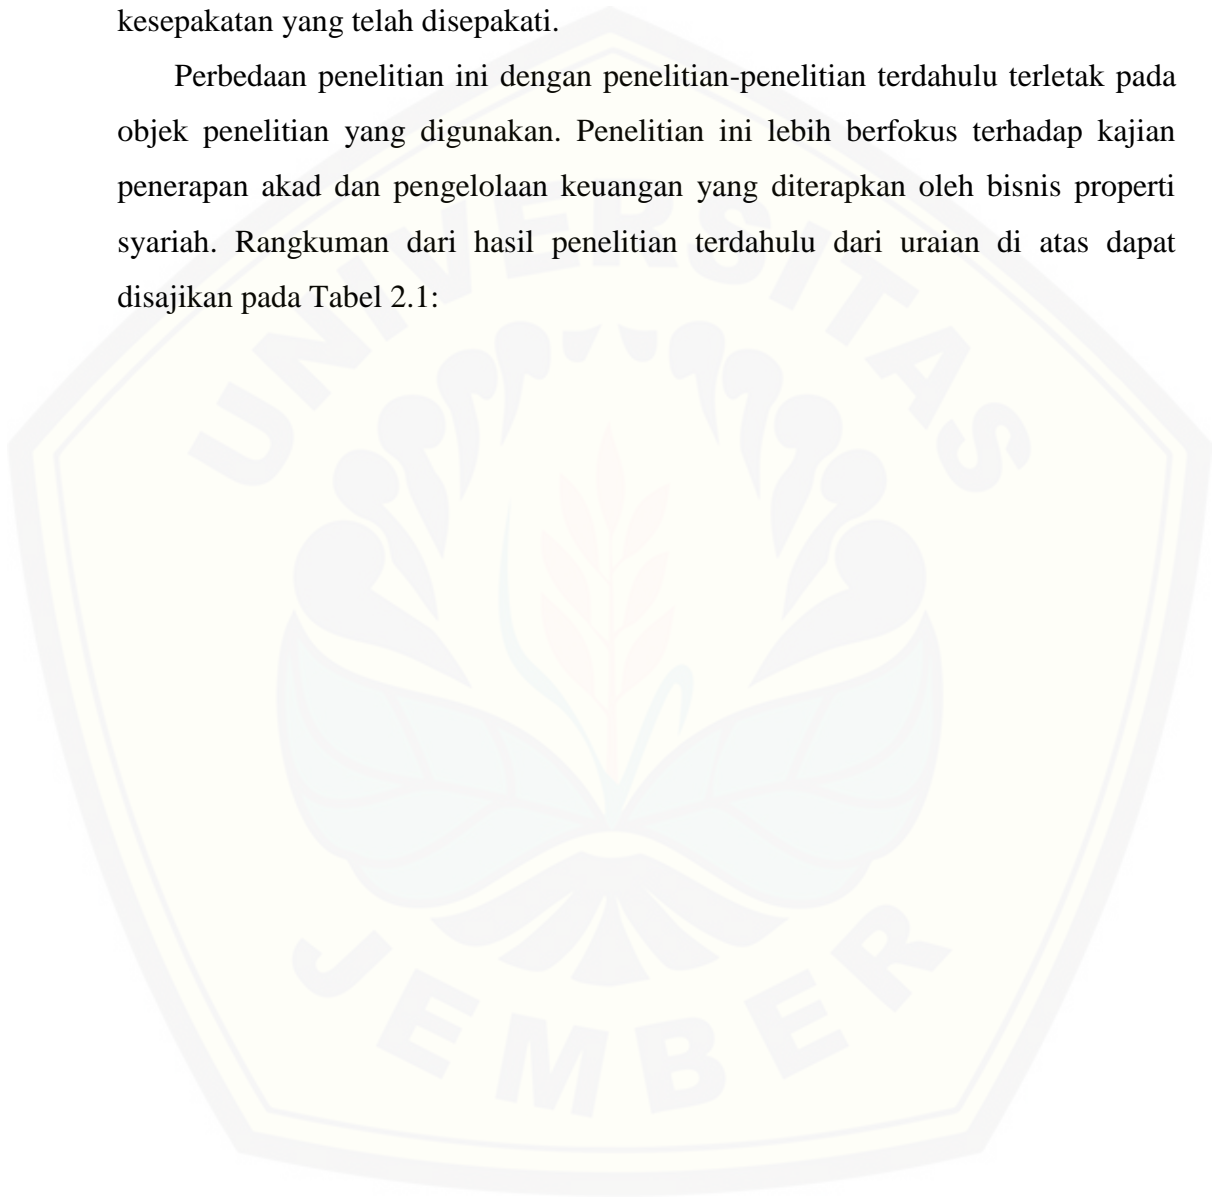 kesepakatan yang telah disepakati.
Perbedaan penelitian ini dengan penelitian-penelitian terdahulu terletak pada
objek penelitian yang digunakan. Penelitian ini lebih berfokus terhadap kajian
penerapan akad dan pengelolaan keuangan yang diterapkan oleh bisnis properti
syariah. Rangkuman dari hasil penelitian terdahulu dari uraian di atas dapat
disajikan pada Tabel 2.1:
UNIVERSITAS
JEMBER